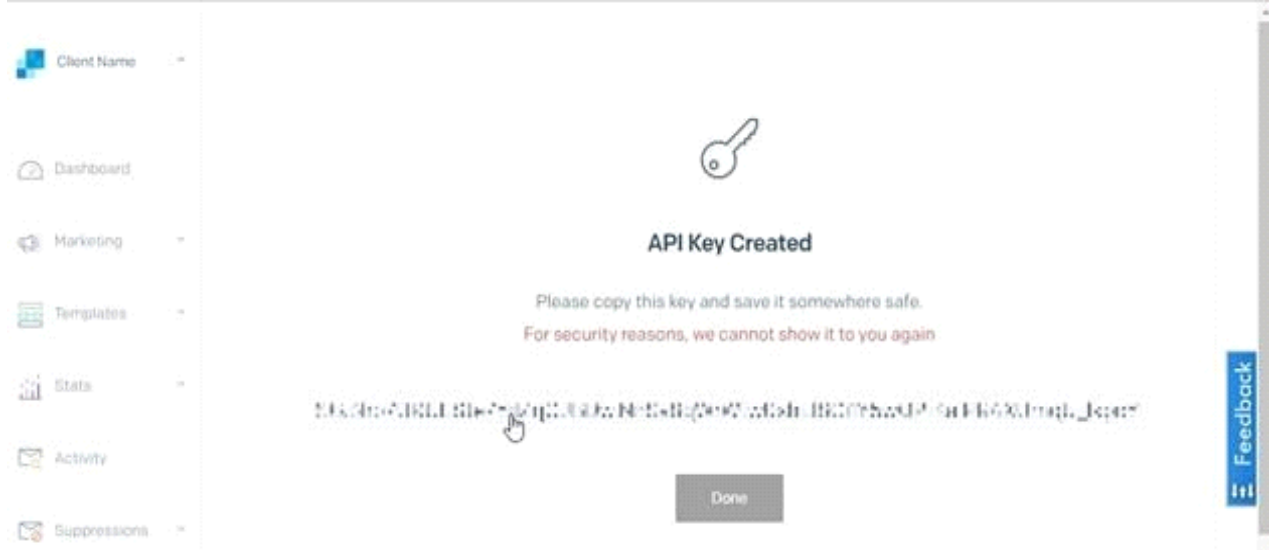 Client Name
Dashboard
Marketing
Templates
Stats
Activity
Suppressions
API Key Created
Please copy this key and save it somewhere safe.
For security reasons, we cannot show it to you again
Done
Feedback